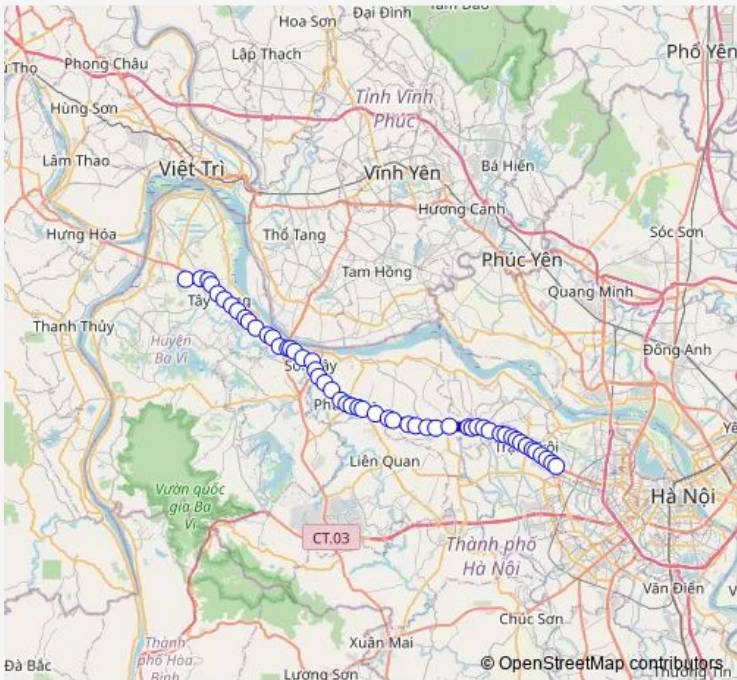 Hoa Sơn
Đại Đình
Phong Châu
Lập Thạch
Phổ Yên
Hùng Sơn
Tỉnh Vĩnh
Phúc
Lâm Thao
Việt Trì
Vĩnh Yên
Bá Hiến
Hương Canh
Hưng Hóa
Thổ Tang
Sóc Sơn
Phúc Yên
Tam Hồng
Quang Minh
Thanh Thủy
Huyện
Ba Vì
Đông Anh
Liên Quan
Vườn quốc
gia Ba
Vì
Hà Nội
CT.03
Thành phố
Hà Nội
Văn Điển
Chúc Sơn
Xuân Mai
Thành
phố Hòa
Bình
Đà Bắc
Lương Sơn
© OpenStreetMap contributors
Thường Tín